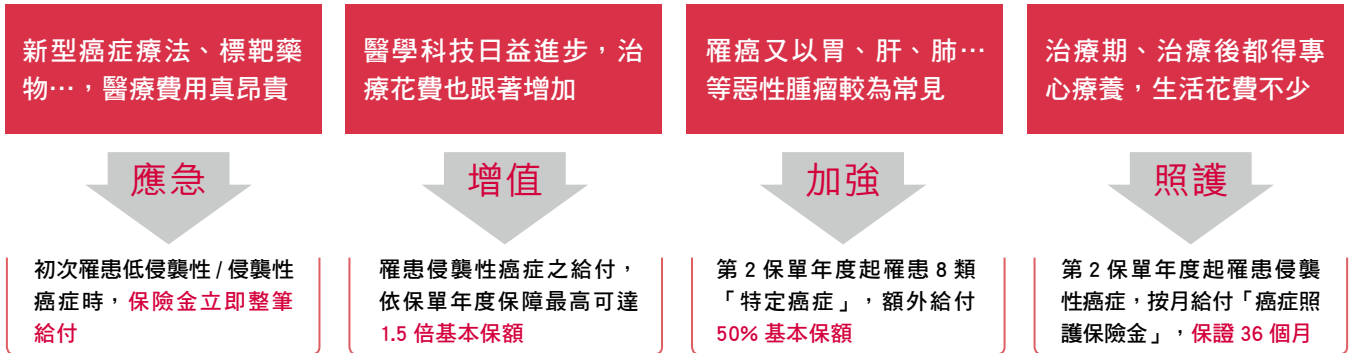 新型癌症療法、標靶藥
物…，醫療費用真昂貴
應急
初次罹患低侵襲性 / 侵襲性
癌症時，保險金立即整筆
給付
醫學科技日益進步，治
療花費也跟著增加
增值
罹患侵襲性癌症之給付，
依保單年度保障最高可達
1.5 倍基本保額
罹癌又以胃、肝、肺…
等惡性腫瘤較為常見
加強
第 2 保單年度起罹患 8 類
「特定癌症」，額外給付
50% 基本保額
治療期、治療後都得專
心療養，生活花費不少
照護
第 2 保單年度起罹患侵襲
性癌症，按月給付「癌症照
護保險金」，保證 36 個月